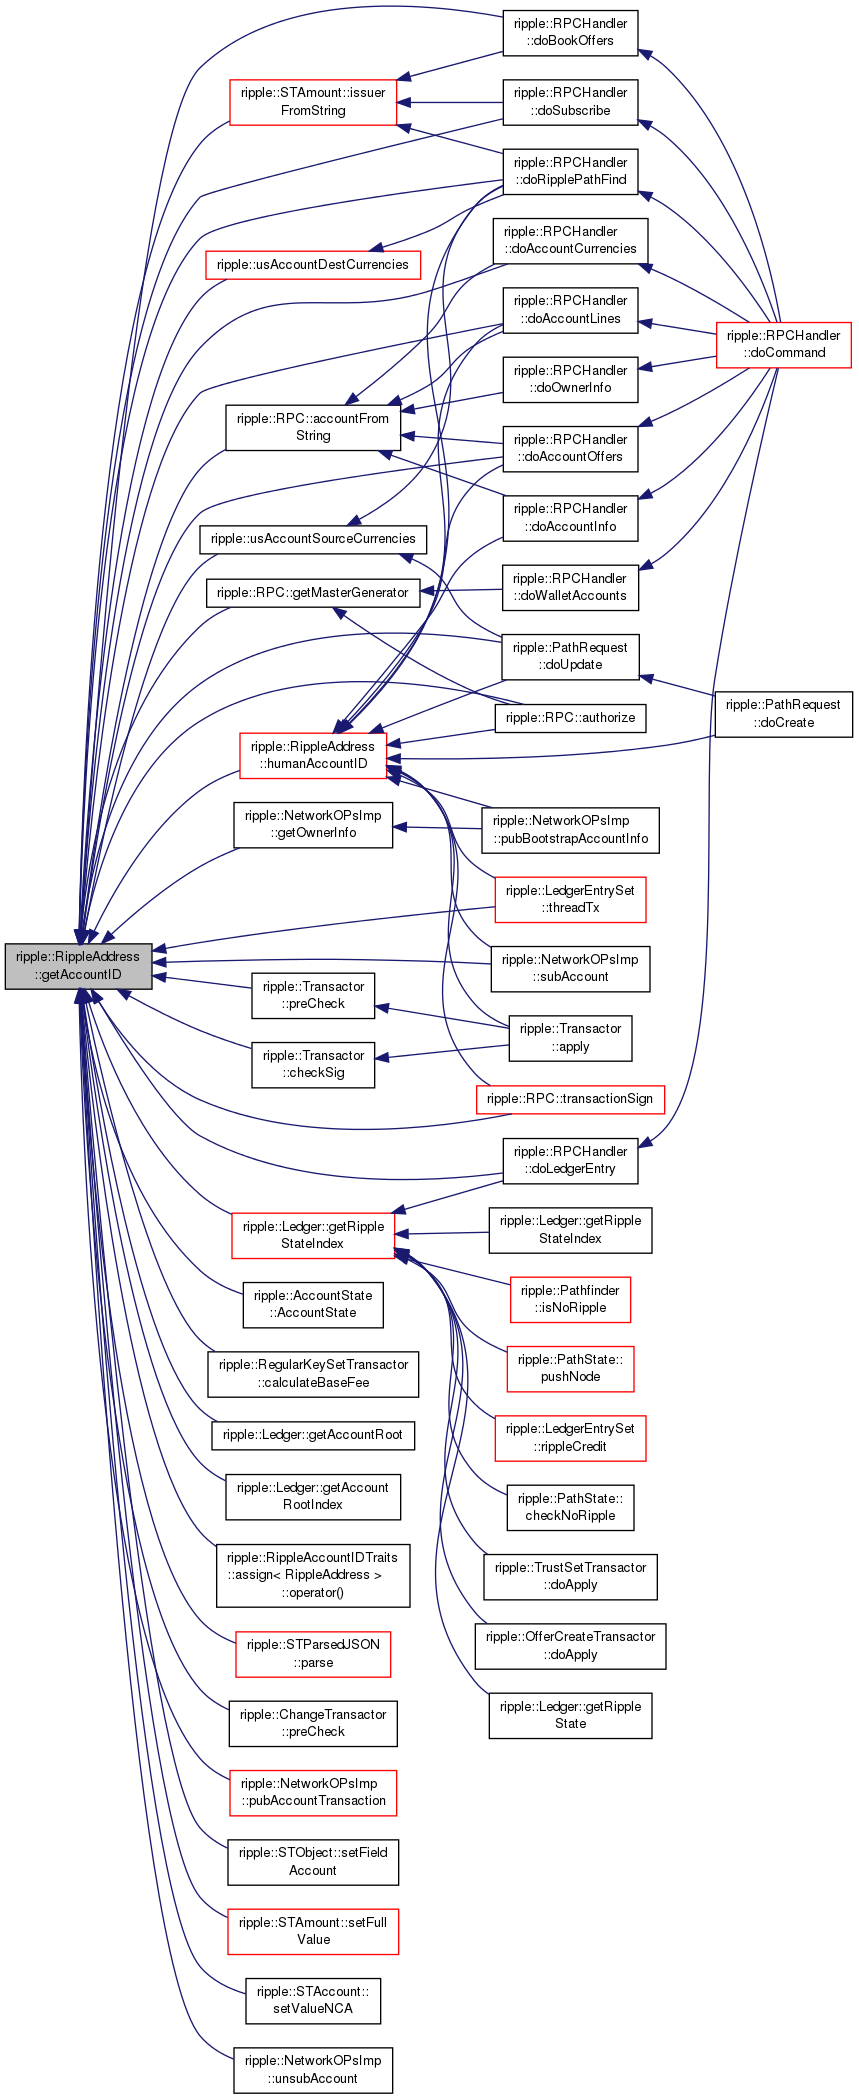 ripple::RPCHandler
::doBookOffers
ripple::STAmount::issuer
FromString
ripple::RPCHandler
::doSubscribe
ripple::RPCHandler
::doRipplePathFind
ripple::RPCHandler
::doAccountCurrencies
ripple::usAccountDestCurrencies
ripple::RPCHandler
::doAccountLines
ripple::RPCHandler
::doCommand
ripple::RPCHandler
::doOwnerInfo
ripple::RPC::accountFrom
String
ripple::RPCHandler
::doAccountOffers
ripple::RPCHandler
::doAccountInfo
ripple::usAccountSourceCurrencies
ripple::RPC::getMasterGenerator
ripple::RPCHandler
::doWalletAccounts
ripple::PathRequest
::doUpdate
ripple::PathRequest
::doCreate
ripple::RPC::authorize
ripple::RippleAddress
::humanAccountID
ripple::NetworkOPsImp
::getOwnerInfo
ripple::NetworkOPsImp
::pubBootstrapAccountInfo
ripple::LedgerEntrySet
::threadTx
ripple::RippleAddress
::getAccountID
ripple::NetworkOPsImp
::subAccount
ripple::Transactor
::preCheck
ripple::Transactor
::apply
ripple::Transactor
::checkSig
ripple::RPC::transactionSign
ripple::RPCHandler
::doLedgerEntry
ripple::Ledger::getRipple
StateIndex
ripple::Ledger::getRipple
StateIndex
ripple::AccountState
::AccountState
ripple::Pathfinder
::isNoRipple
ripple::RegularKeySetTransactor
::calculateBaseFee
ripple::PathState::
pushNode
ripple::Ledger::getAccountRoot
ripple::LedgerEntrySet
::rippleCredit
ripple::Ledger::getAccount
RootIndex
ripple::PathState::
checkNoRipple
ripple::RippleAccountIDTraits
::assign< RippleAddress >
::operator()
ripple::TrustSetTransactor
::doApply
ripple::STParsedJSON
::parse
ripple::OfferCreateTransactor
::doApply
ripple::ChangeTransactor
::preCheck
ripple::Ledger::getRipple
State
ripple::NetworkOPsImp
::pubAccountTransaction
ripple::STObject::setField
Account
ripple::STAmount::setFull
Value
ripple::STAccount::
setValueNCA
ripple::NetworkOPsImp
::unsubAccount